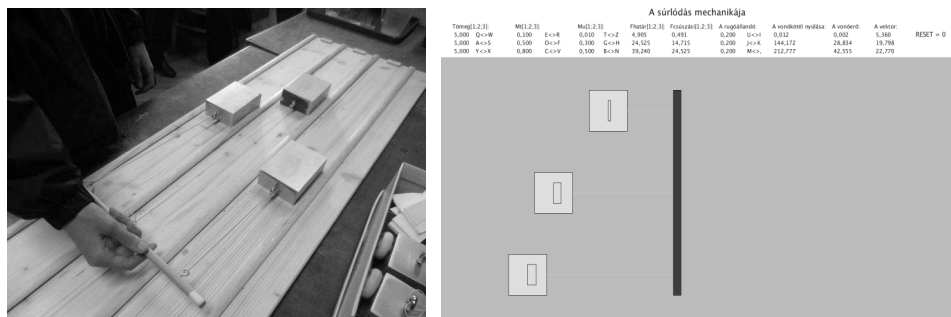 A súrlódás mechanikája
Tömeg[1;2;3]: Mt[1;2;3]: Mu[1;2;3]: Fhatár[1;2;3]: Fcsúszási[1;2;3]: A rugóállandó: A vondkötél nyúlása: A vonderő: A vektor:
5,000 Q<>W 0,100 E<>R 0,010 T<>Z 4,905 0,491 0,200 U<>I 0,012 0,002 5,360 RESET = 0
5,000 A<>S 0,500 D<>F 0,300 G<>H 24,525 14,715 0,200 J<>K 144,172 28,834 19,798
5,000 Y<>X 0,800 C<>V 0,500 B<>N 39,240 24,525 0,200 M<>, 212,777 42,555 22,770